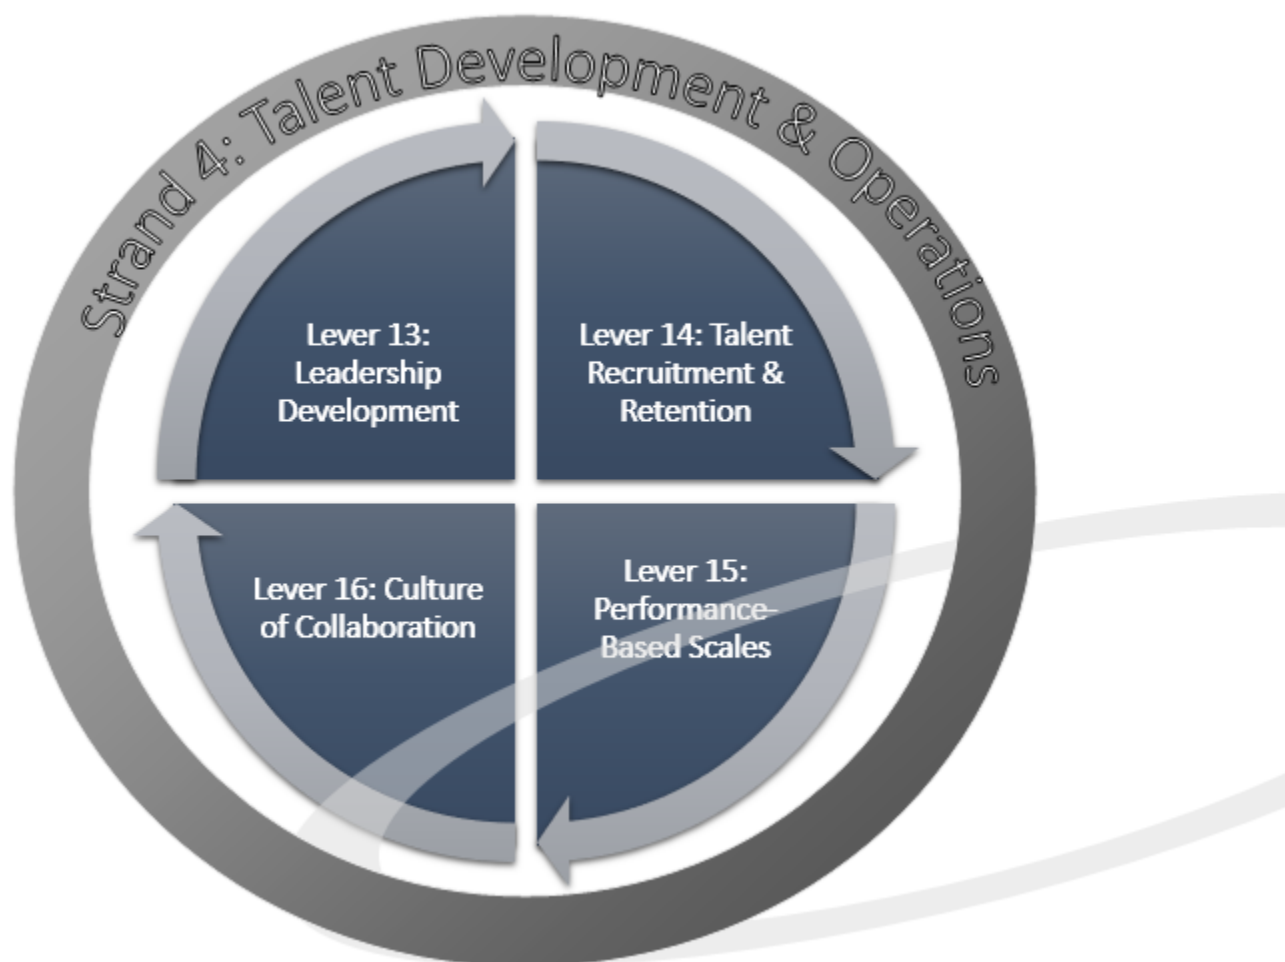 Strand 4: Talent Development & Operations
Lever 13:
Leadership
Development
Lever 14: Talent
Recruitment &
Retention
Lever 16: Culture
of Collaboration
Lever 15:
Performance-
Based Scales